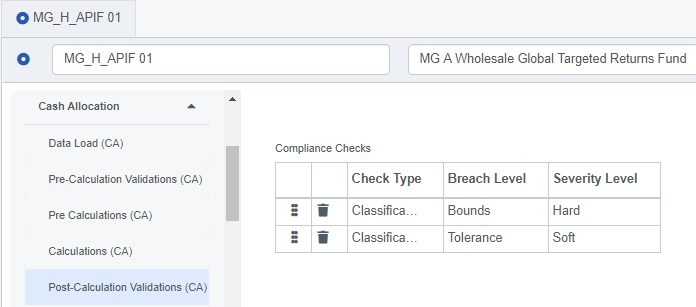 MG_H_APIF 01
MG_H_APIF 01 MG A Wholesale Global Targeted Returns Fund
Cash Allocation
Data Load (CA)
Pre-Calculation Validations (CA)
Pre Calculations (CA)
Calculations (CA)
Post-Calculation Validations (CA)
Compliance Checks
Check Type Breach Level Severity Level
Classifica... Bounds Hard
Classifica... Tolerance Soft